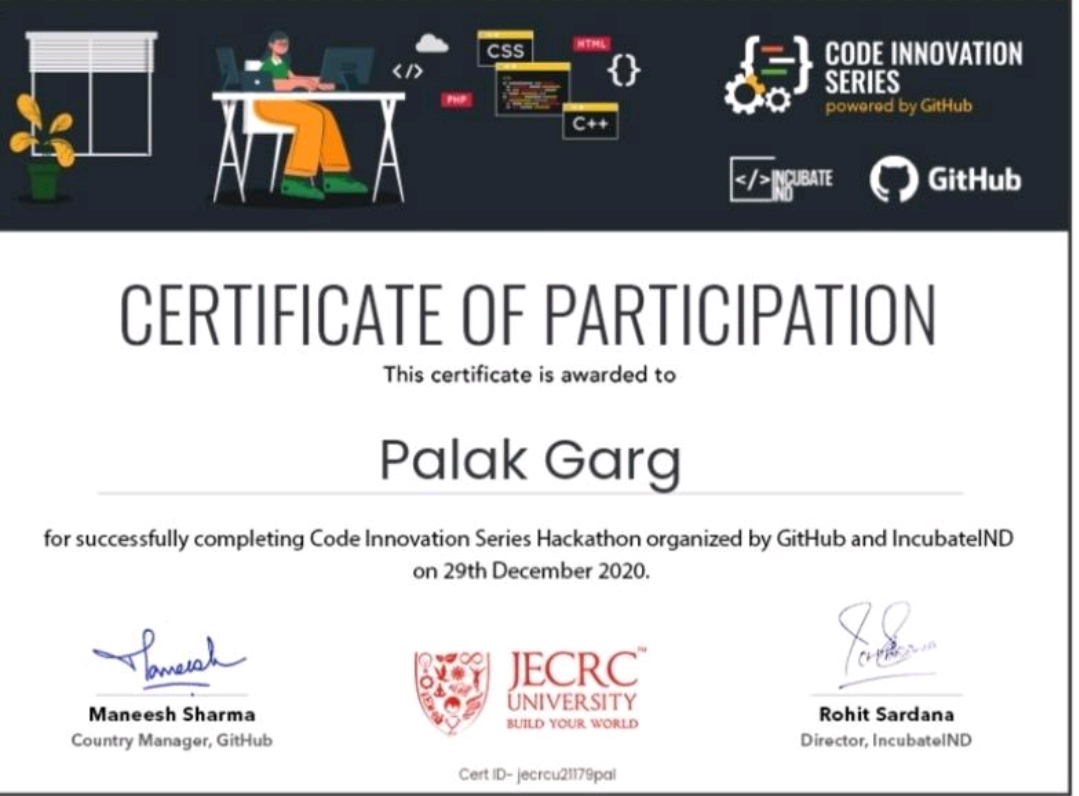 </>
CSS
HTML
{}
PHP
C++
CODE INNOVATION
SERIES
powered by GitHub
</>INCUBATE
IND
GitHub
CERTIFICATE OF PARTICIPATION
This certificate is awarded to
Palak Garg
for successfully completing Code Innovation Series Hackathon organized by GitHub and IncubateIND
on 29th December 2020.
Maneesh
Maneesh Sharma
Country Manager, GitHub
JECRC™
UNIVERSITY
BUILD YOUR WORLD
Rohit Sardana
Director, IncubateIND
Cert ID- jecrcu21179pal